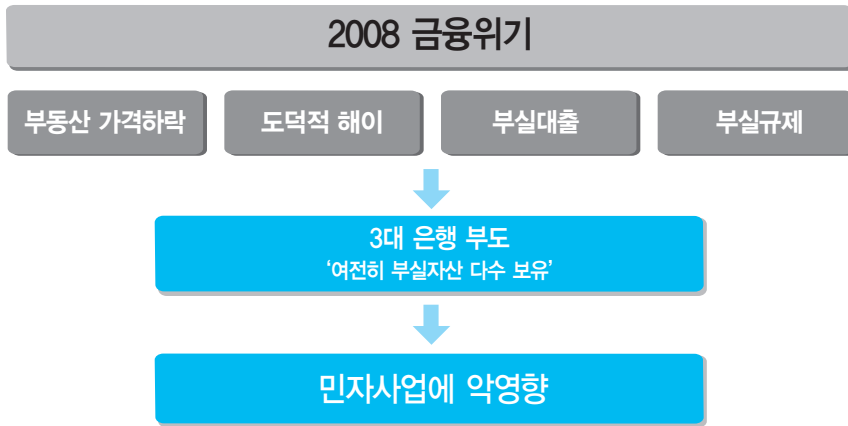 2008 금융위기
부동산 가격하락
도덕적 해이
부실대출
부실규제
3대 은행 부도
‘여전히 부실자산 다수 보유’
민자사업에 악영향